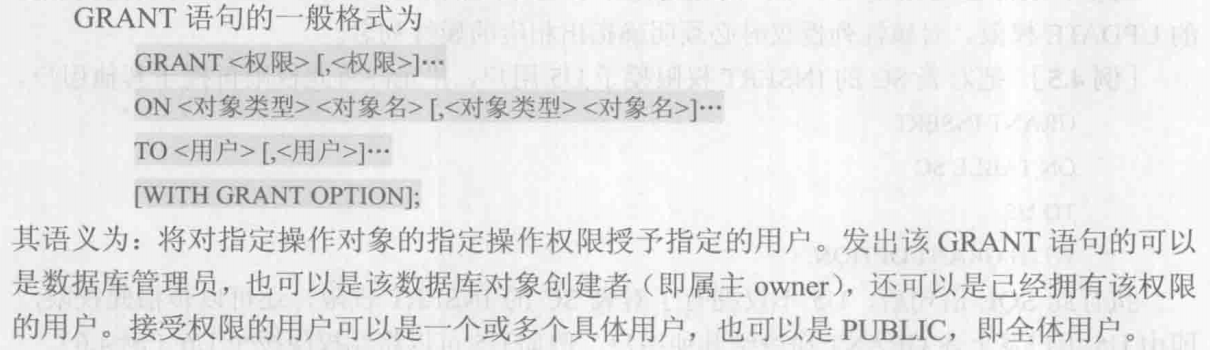 GRANT 语句的一般格式为
GRANT <权限> [,<权限>]…
ON <对象类型> <对象名> [,<对象类型> <对象名>]…
TO <用户> [,<用户>]…
[WITH GRANT OPTION];
其语义为：将对指定操作对象的指定操作权限授予指定的用户。发出该 GRANT 语句的可以
是数据库管理员，也可以是该数据库对象创建者（即属主 owner），还可以是已经拥有该权限
的用户。接受权限的用户可以是一个或多个具体用户，也可以是 PUBLIC，即全体用户。